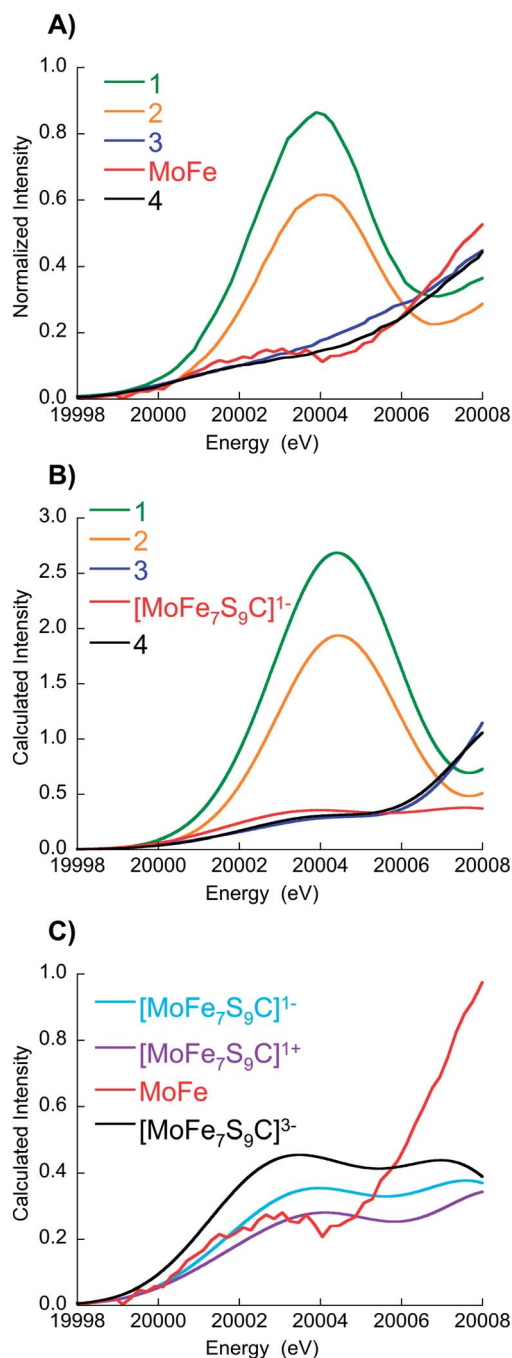 A)
1.0
0.8
0.6
0.4
0.2
0.0
Normalized Intensity
1
2
3
MoFe
4
19998 20000 20002 20004 20006 20008
Energy (eV)
B)
3.0
2.5
2.0
1.5
1.0
0.5
0.0
Calculated Intensity
1
2
3
[MoFe₇S₉C]¹⁻
4
19998 20000 20002 20004 20006 20008
Energy (eV)
C)
1.0
0.8
0.6
0.4
0.2
0.0
Calculated Intensity
[MoFe₇S₉C]¹⁻
[MoFe₇S₉C]¹⁺
MoFe
[MoFe₇S₉C]³⁻
19998 20000 20002 20004 20006 20008
Energy (eV)